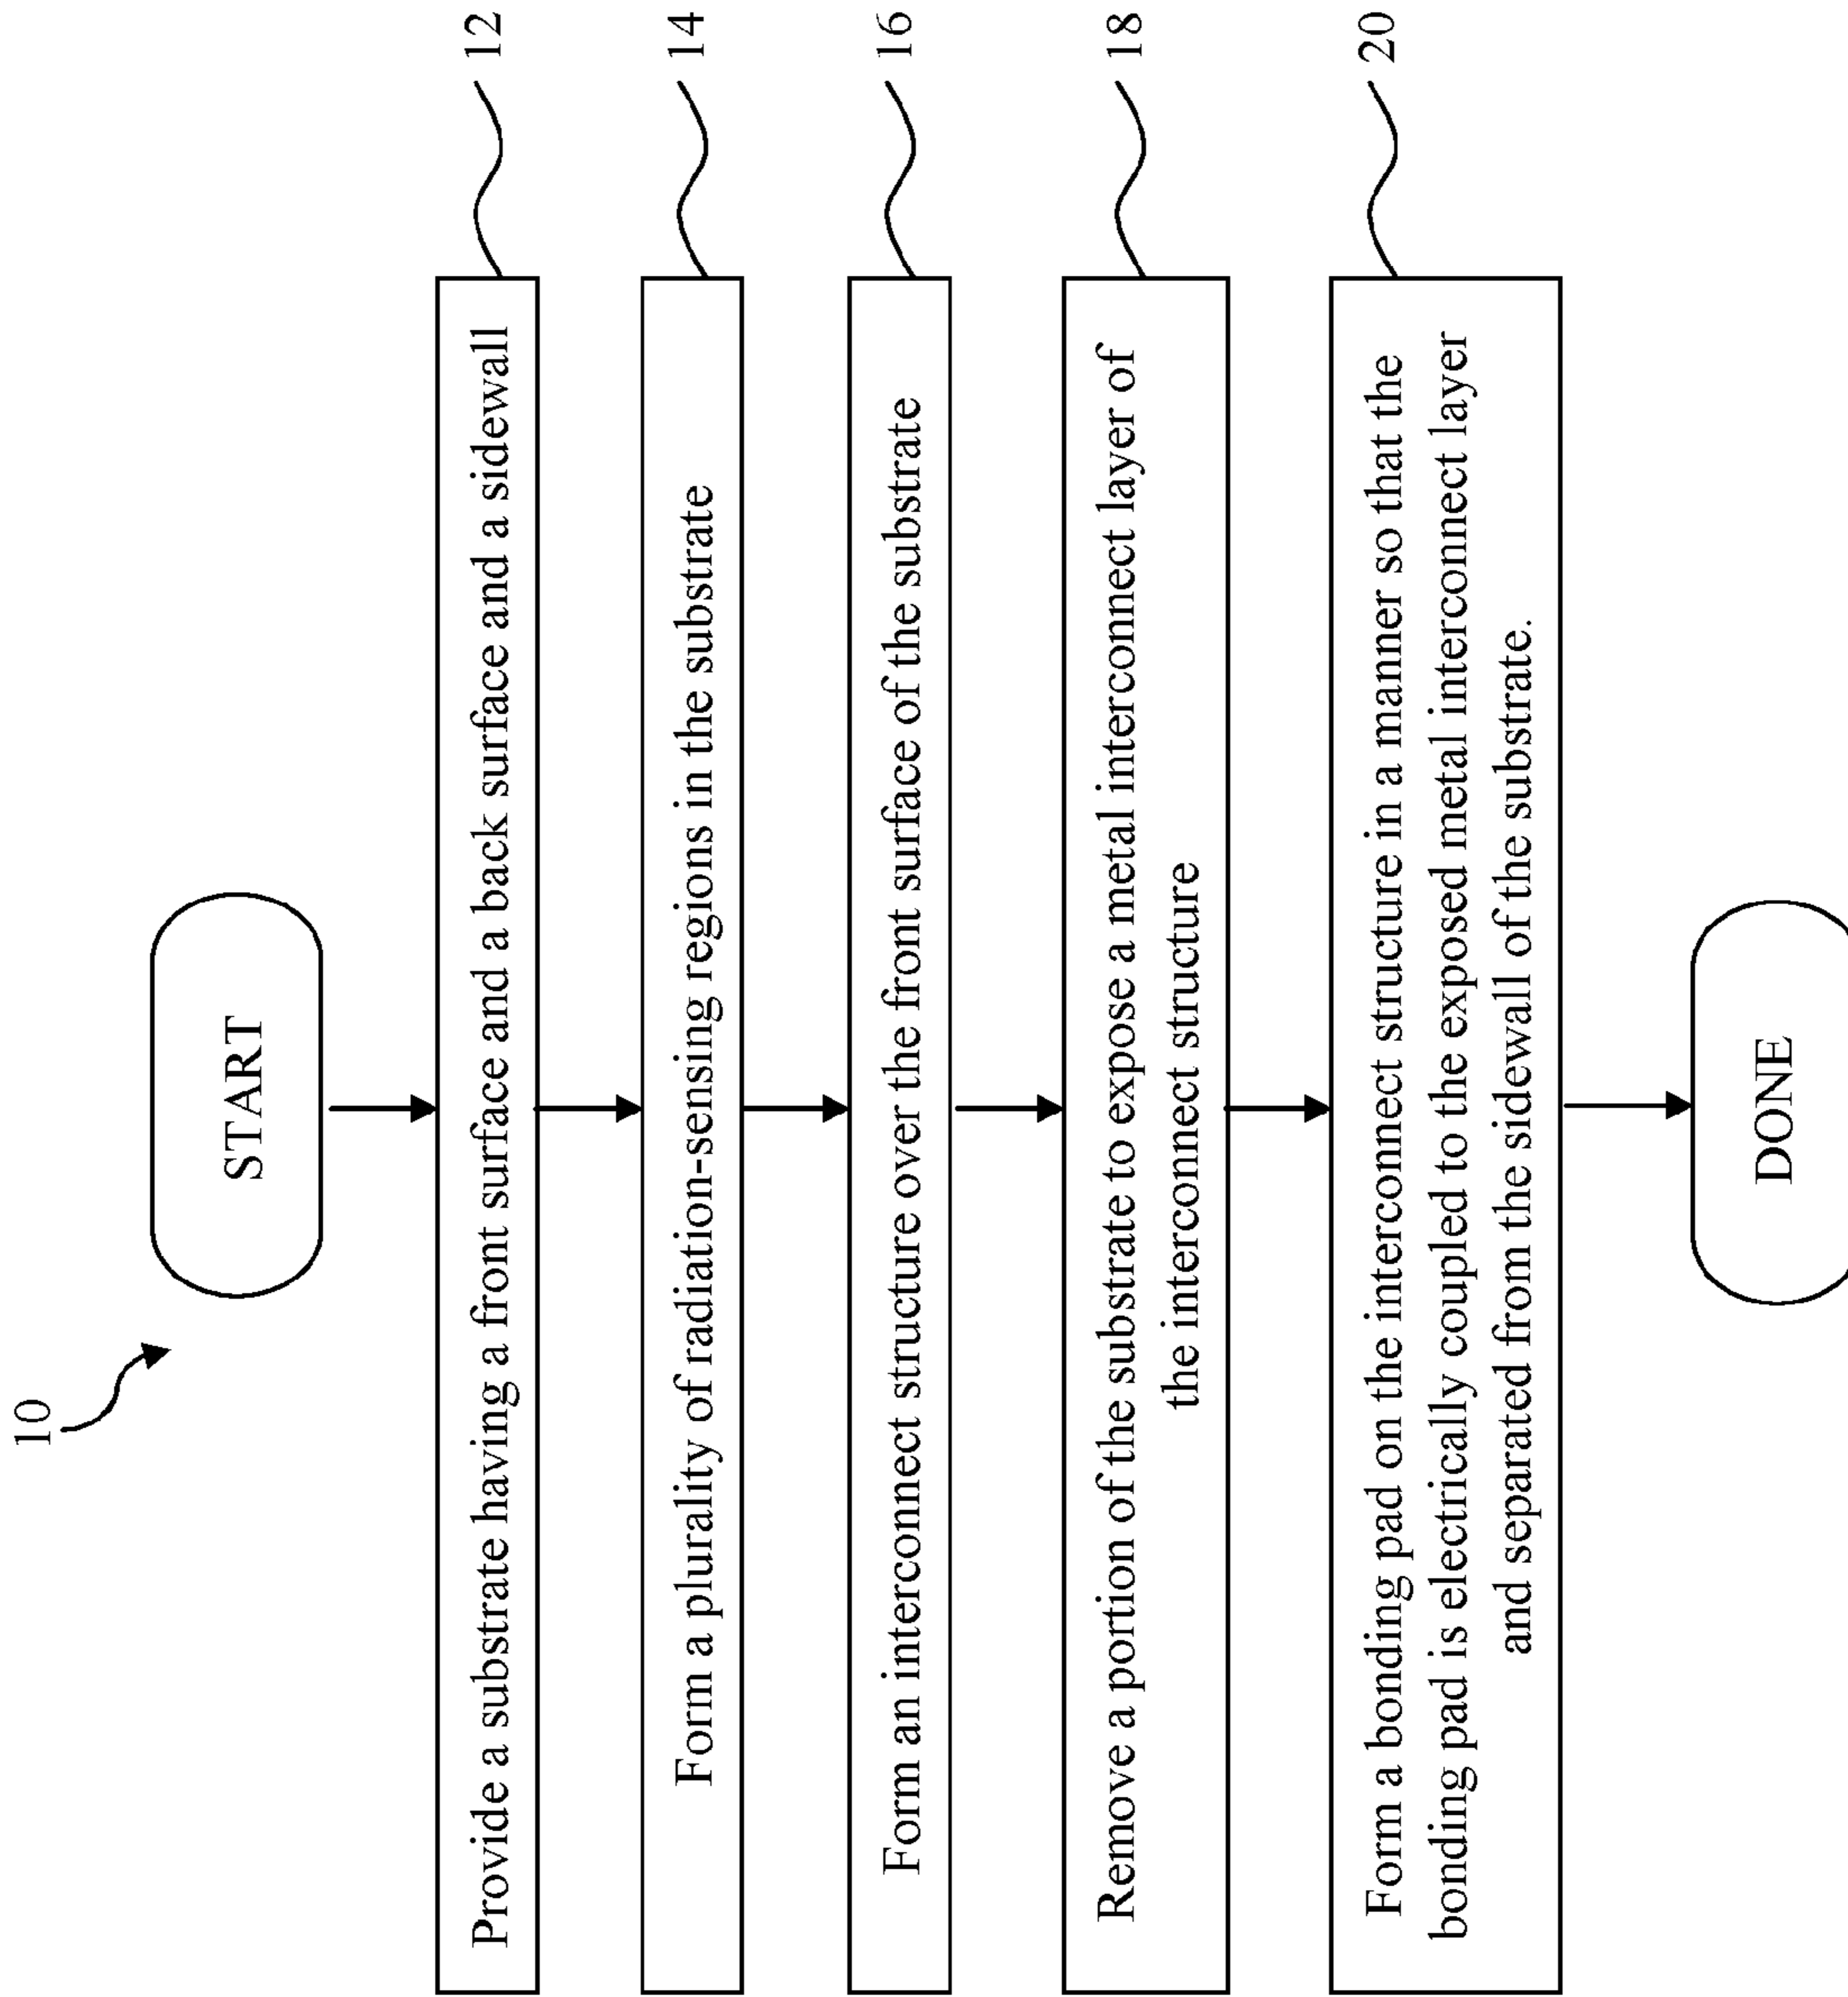 10
START
Provide a substrate having a front surface and a back surface and a sidewall
12
Form a plurality of radiation-sensing regions in the substrate
14
Form an interconnect structure over the front surface of the substrate
16
Remove a portion of the substrate to expose a metal interconnect layer of
the interconnect structure
18
Form a bonding pad on the interconnect structure in a manner so that the
bonding pad is electrically coupled to the exposed metal interconnect layer
and separated from the sidewall of the substrate.
20
DONE